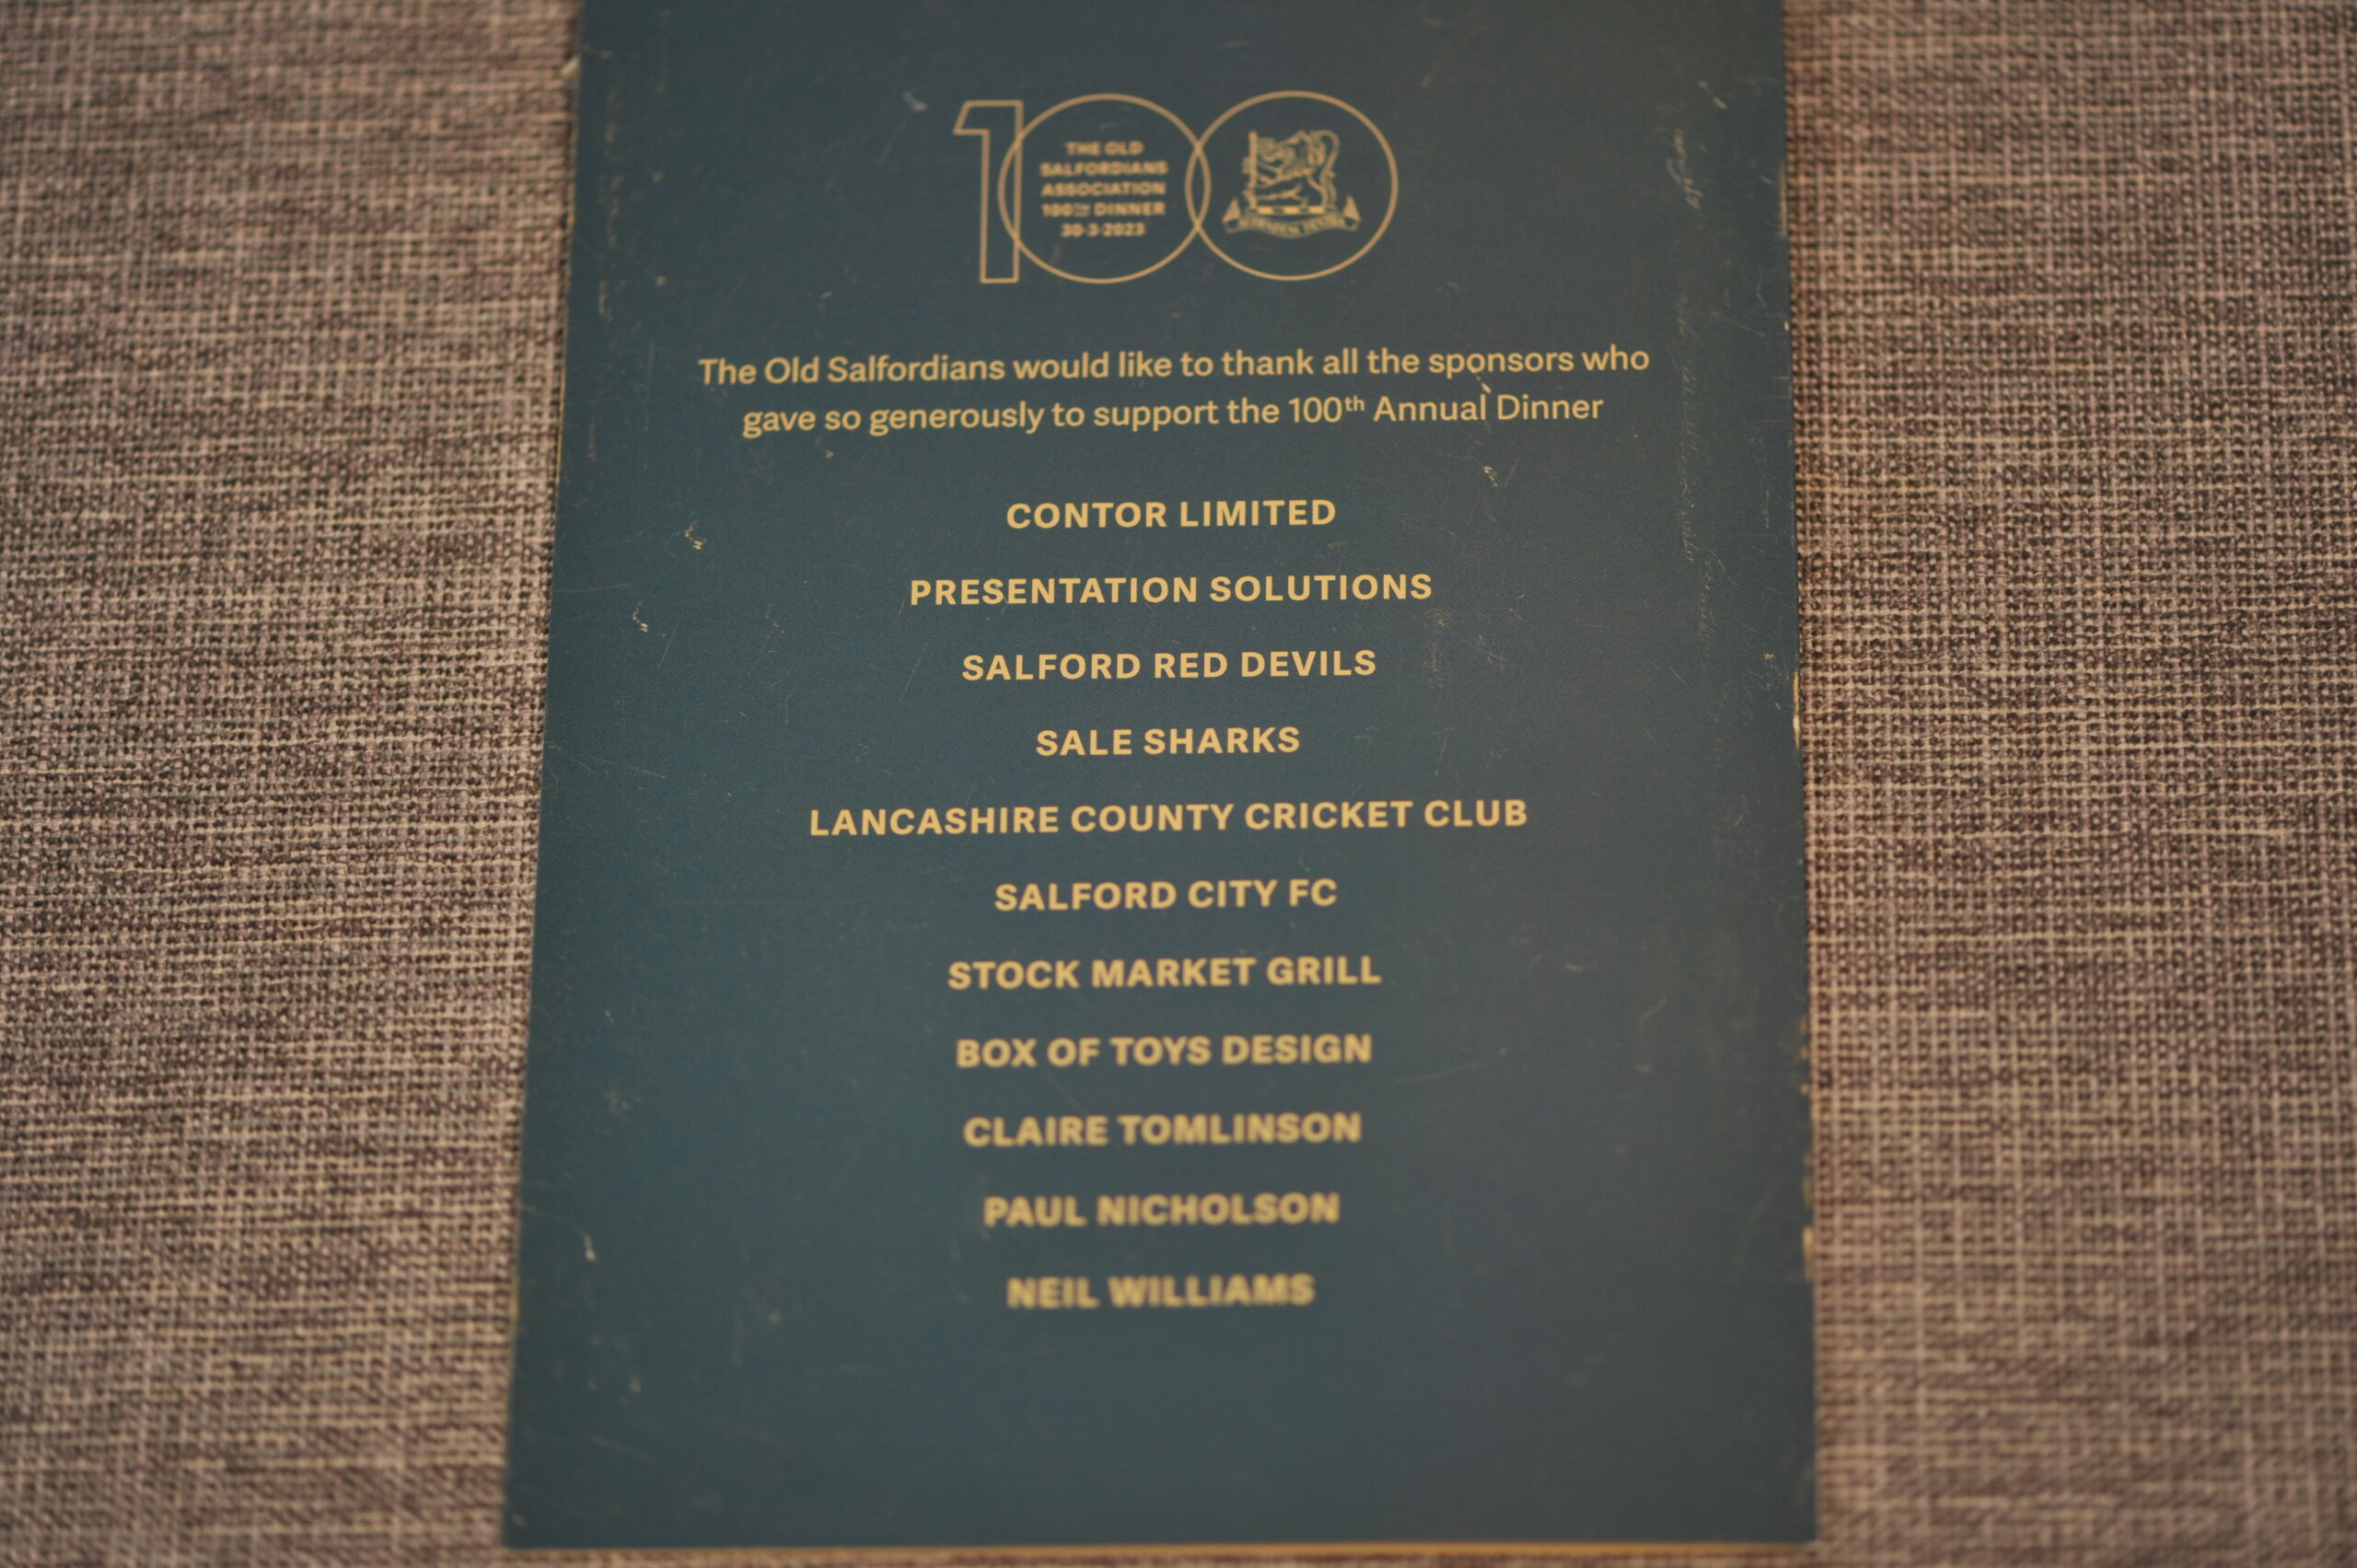 100
THE OLD
SALFORDIANS
ASSOCIATION
100TH DINNER
30·3·2023
The Old Salfordians would like to thank all the sponsors who
gave so generously to support the 100th Annual Dinner
CONTOR LIMITED
PRESENTATION SOLUTIONS
SALFORD RED DEVILS
SALE SHARKS
LANCASHIRE COUNTY CRICKET CLUB
SALFORD CITY FC
STOCK MARKET GRILL
BOX OF TOYS DESIGN
CLAIRE TOMLINSON
PAUL NICHOLSON
NEIL WILLIAMS